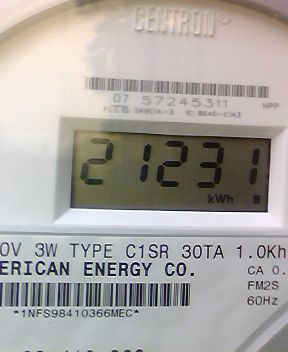 CENTRON®
07 57245311 HPP
21231
kWh
0V 3W TYPE C1SR 30TA 1.0Kh
ERICAN ENERGY CO. CA 0.
FM2S
60Hz
*1NFS98410366MEC*